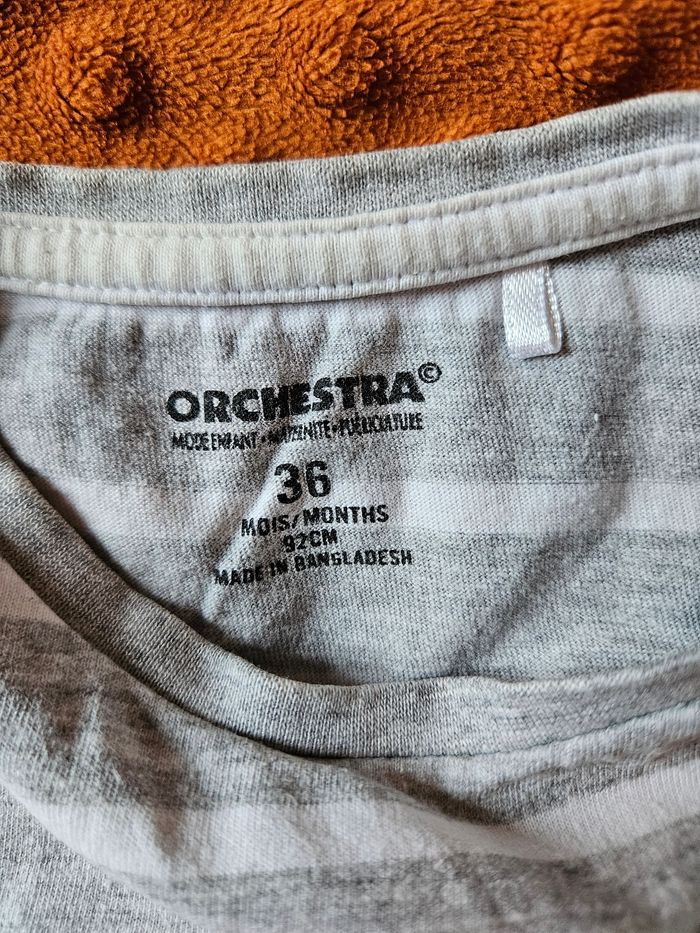 ORCHESTRA©
MODE ENFANT • MATERNITE • PUERICULTURE
36
MOIS/MONTHS
92CM
MADE IN BANGLADESH